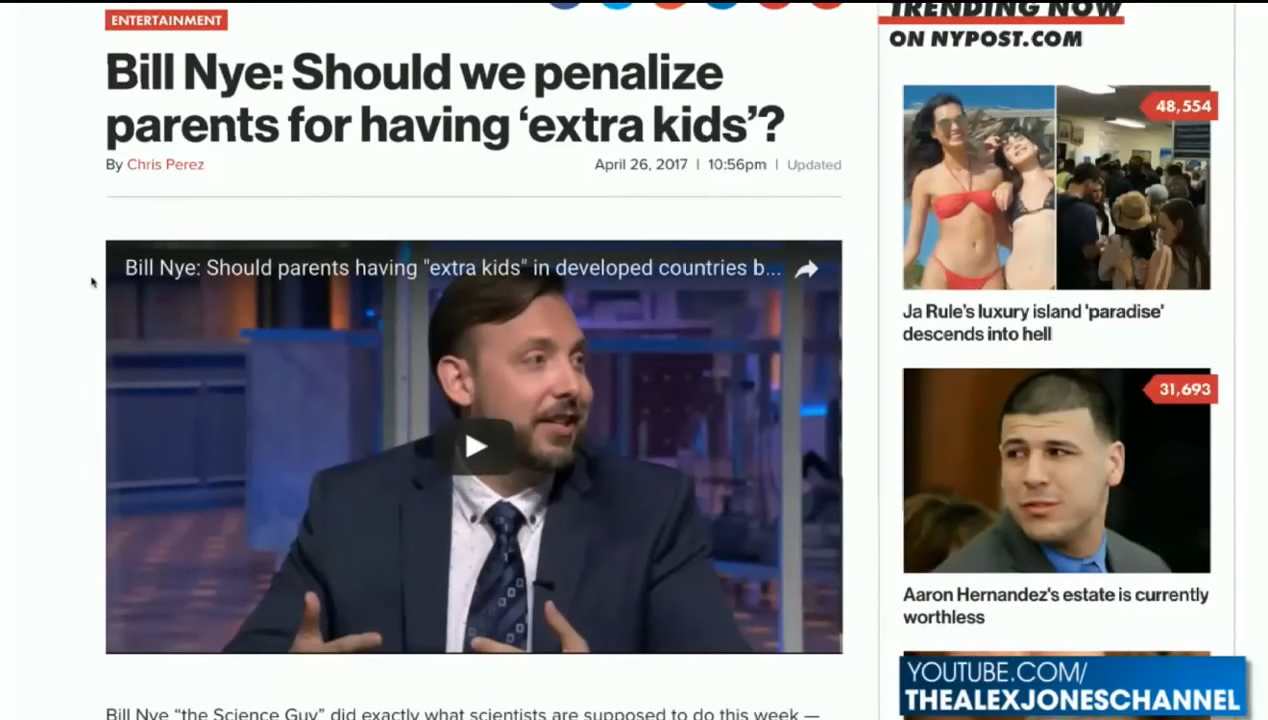 ENTERTAINMENT
Bill Nye: Should we penalize
parents for having ‘extra kids’?
By Chris Perez
April 26, 2017 | 10:56pm | Updated
Bill Nye: Should parents having "extra kids" in developed countries b...
Bill Nye “the Science Guy” did exactly what scientists are supposed to do this week —
TRENDING NOW
ON NYPOST.COM
48,554
Ja Rule's luxury island 'paradise'
descends into hell
31,693
Aaron Hernandez's estate is currently
worthless
YOUTUBE.COM/
THEALEXJONESCHANNEL